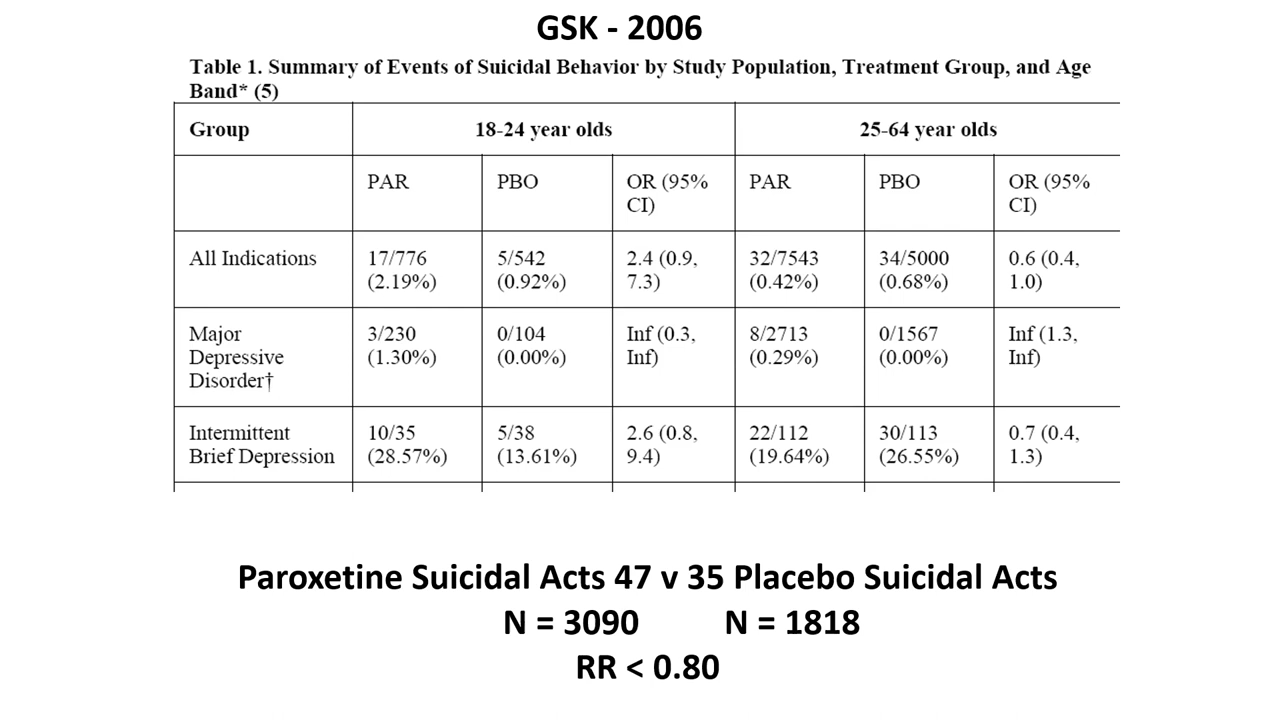 GSK - 2006
Table 1. Summary of Events of Suicidal Behavior by Study Population, Treatment Group, and Age
Band* (5)
Group 18-24 year olds 25-64 year olds
PAR PBO OR (95% CI) PAR PBO OR (95% CI)
All Indications 17/776 (2.19%) 5/542 (0.92%) 2.4 (0.9, 7.3) 32/7543 (0.42%) 34/5000 (0.68%) 0.6 (0.4, 1.0)
Major Depressive Disorder† 3/230 (1.30%) 0/104 (0.00%) Inf (0.3, Inf) 8/2713 (0.29%) 0/1567 (0.00%) Inf (1.3, Inf)
Intermittent Brief Depression 10/35 (28.57%) 5/38 (13.61%) 2.6 (0.8, 9.4) 22/112 (19.64%) 30/113 (26.55%) 0.7 (0.4, 1.3)
Paroxetine Suicidal Acts 47 v 35 Placebo Suicidal Acts
N = 3090 N = 1818
RR < 0.80